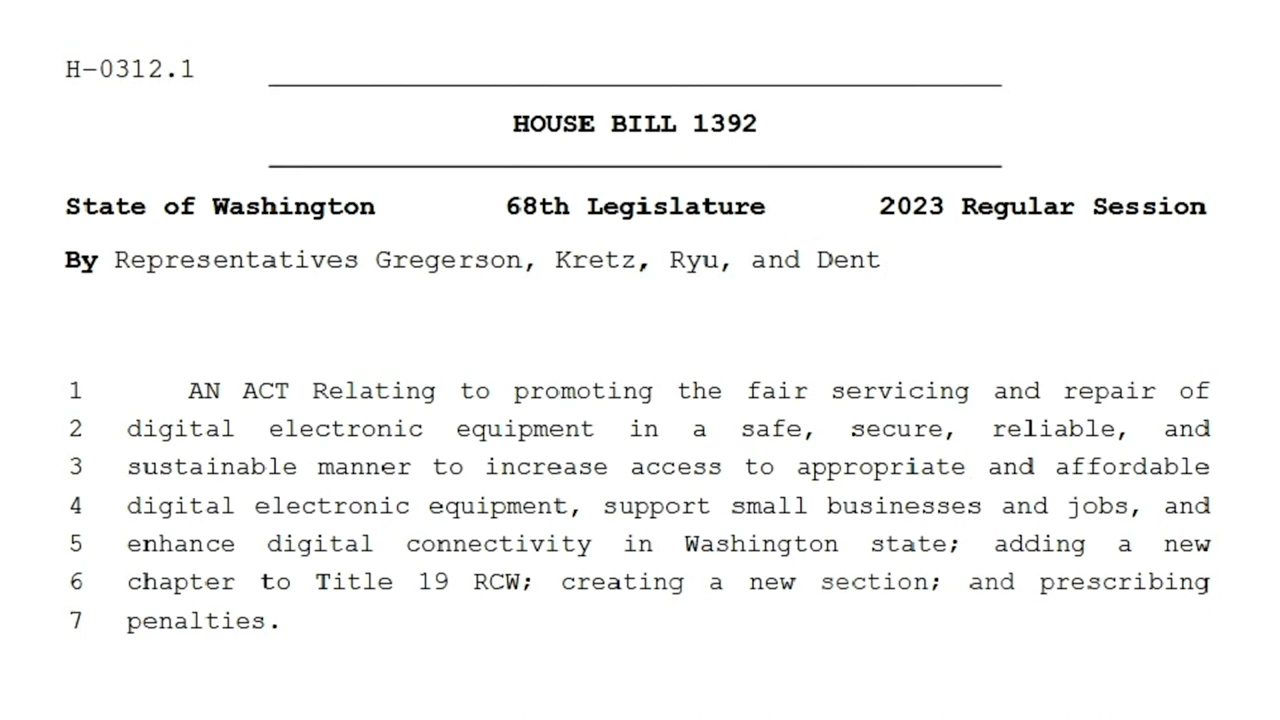 H-0312.1
HOUSE BILL 1392
State of Washington 68th Legislature 2023 Regular Session
By Representatives Gregerson, Kretz, Ryu, and Dent
1 AN ACT Relating to promoting the fair servicing and repair of
2 digital electronic equipment in a safe, secure, reliable, and
3 sustainable manner to increase access to appropriate and affordable
4 digital electronic equipment, support small businesses and jobs, and
5 enhance digital connectivity in Washington state; adding a new
6 chapter to Title 19 RCW; creating a new section; and prescribing
7 penalties.